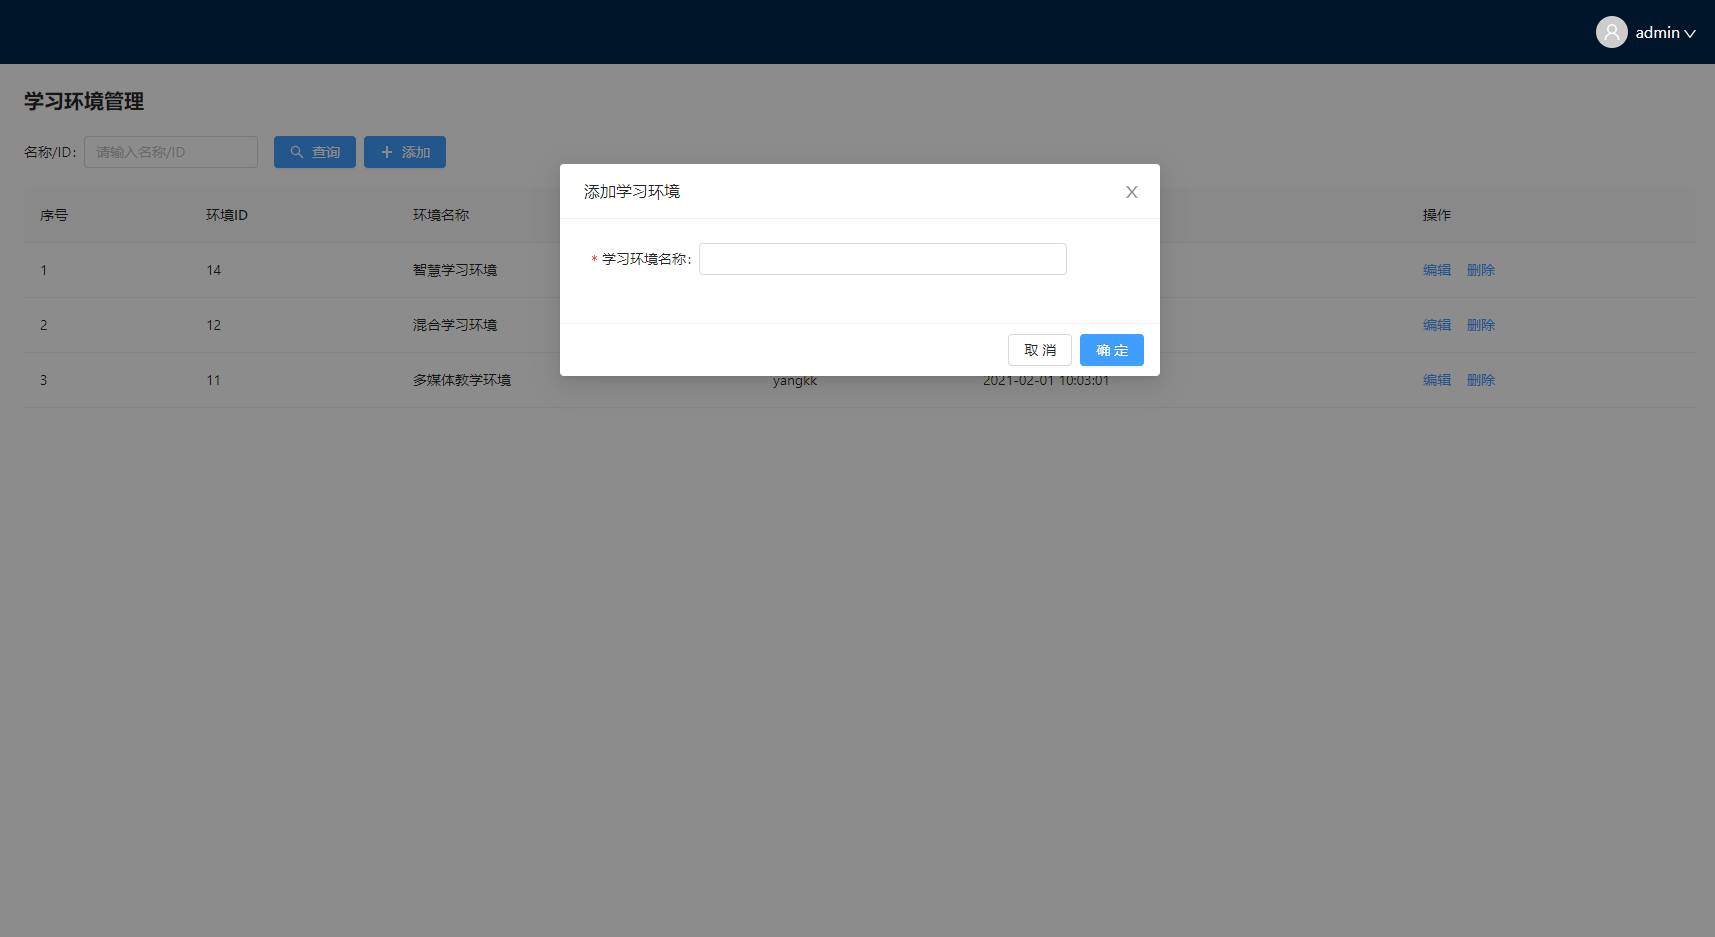 admin
学习环境管理
名称/ID: 请输入名称/ID 查询 添加
添加学习环境
序号 环境ID 环境名称 操作
* 学习环境名称:
1 14 智慧学习环境 编辑 删除
2 12 混合学习环境 编辑 删除
取 消 确 定
3 11 多媒体教学环境 yangkk 2021-02-01 10:03:01 编辑 删除